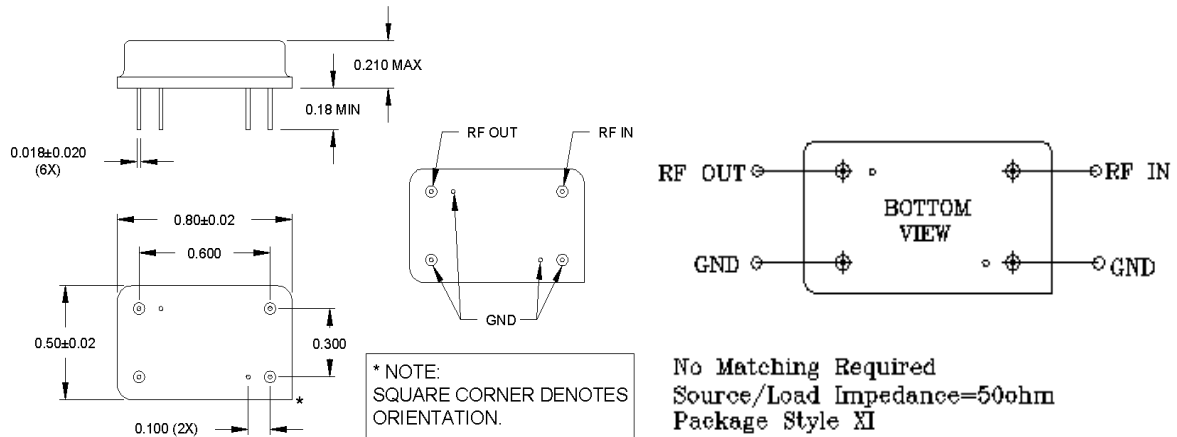 0.210 MAX
0.18 MIN
0.018±0.020
(6X)
0.80±0.02
0.600
0.50±0.02
0.300
*
0.100 (2X)
RF OUT
RF IN
GND
* NOTE:
SQUARE CORNER DENOTES
ORIENTATION.
RF OUT
RF IN
BOTTOM
VIEW
GND
GND
No Matching Required
Source/Load Impedance=50ohm
Package Style XI